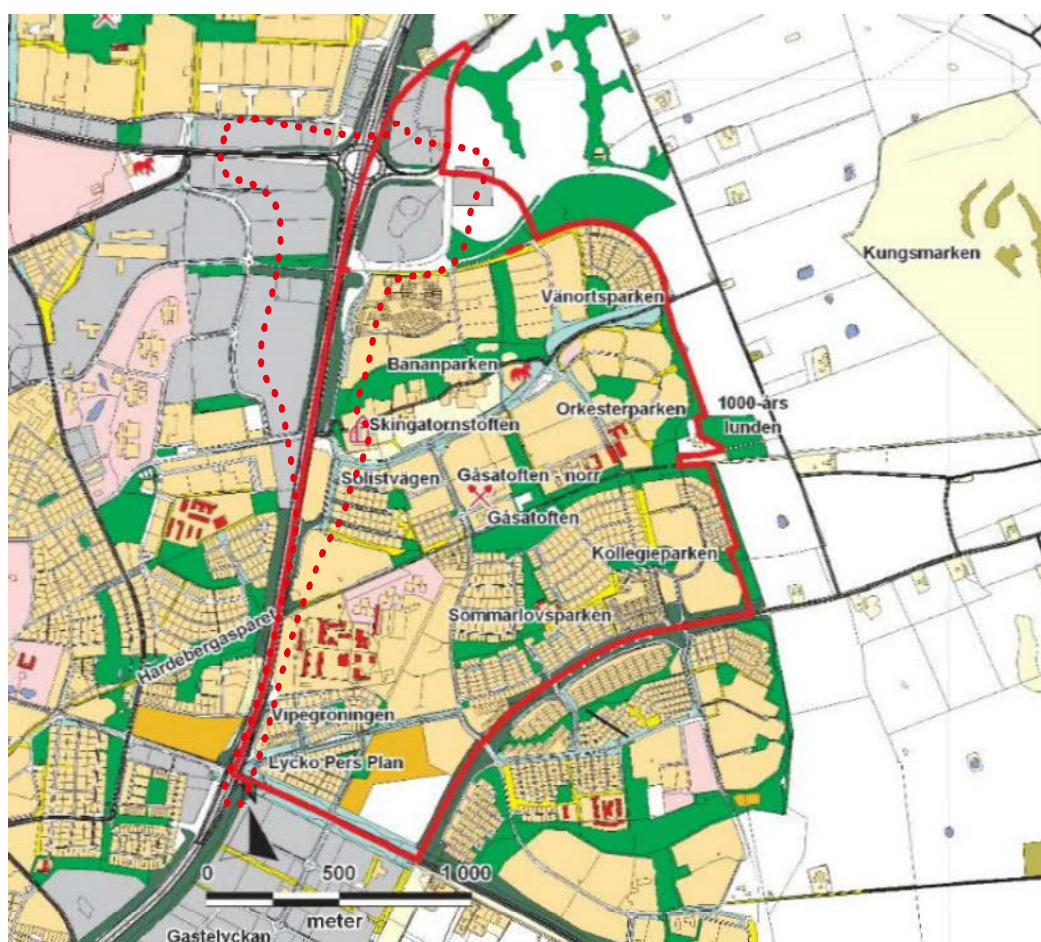 Kungsmarken
Vänortsparken
Bananparken
Orkesterparken
1000-års
lunden
Skingatornstoften
Solistvägen
Gåsatoften - norr
Gåsatoften
Kollegieparken
Sommarlovsparken
Hardebergaspåret
Vipegroningen
Lycko Pers Plan
0 500 1 000
meter
Gastelyckan